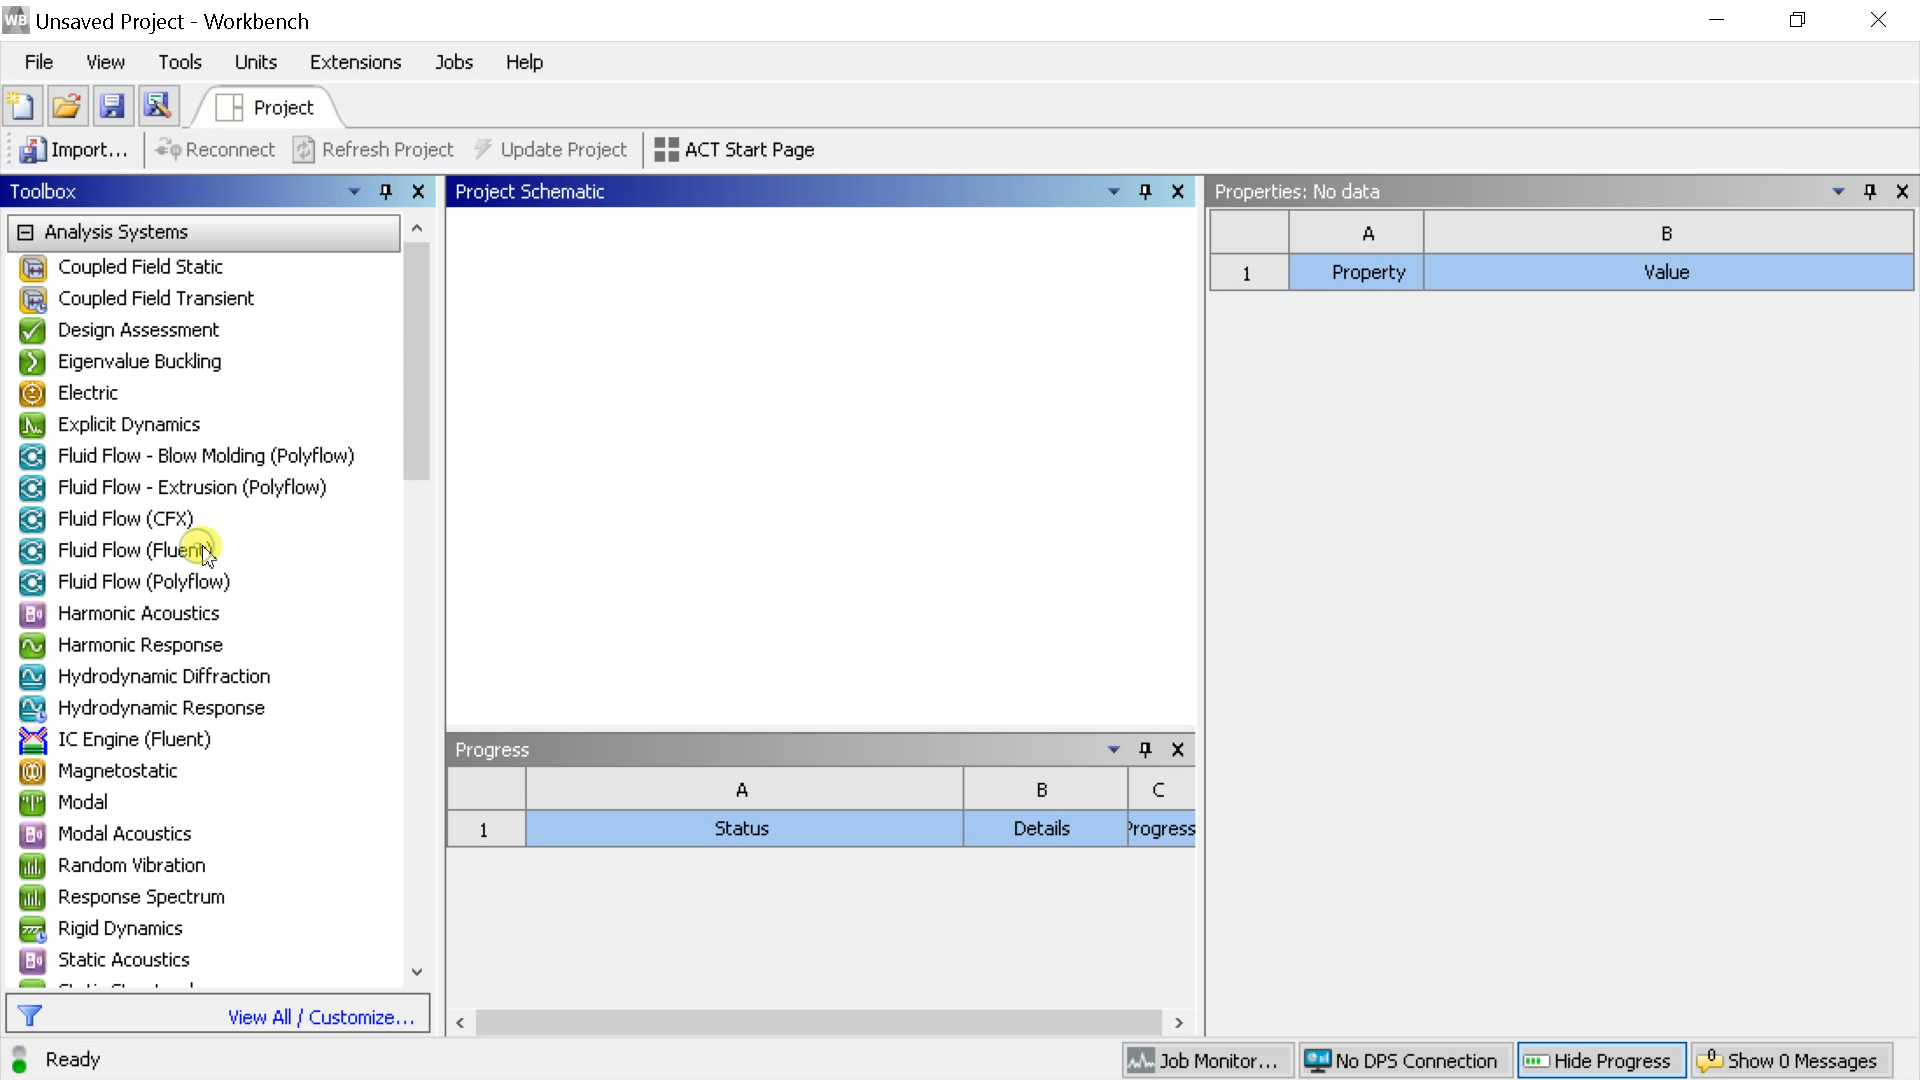 WB Unsaved Project - Workbench
File View Tools Units Extensions Jobs Help
Project
Import... Reconnect Refresh Project Update Project ACT Start Page
Toolbox
Analysis Systems
Coupled Field Static
Coupled Field Transient
Design Assessment
Eigenvalue Buckling
Electric
Explicit Dynamics
Fluid Flow - Blow Molding (Polyflow)
Fluid Flow - Extrusion (Polyflow)
Fluid Flow (CFX)
Fluid Flow (Fluent)
Fluid Flow (Polyflow)
Harmonic Acoustics
Harmonic Response
Hydrodynamic Diffraction
Hydrodynamic Response
IC Engine (Fluent)
Magnetostatic
Modal
Modal Acoustics
Random Vibration
Response Spectrum
Rigid Dynamics
Static Acoustics
View All / Customize...
Project Schematic
Progress
A B C
1 Status Details Progress
Properties: No data
A B
1 Property Value
Ready
Job Monitor... No DPS Connection Hide Progress 0 Show 0 Messages